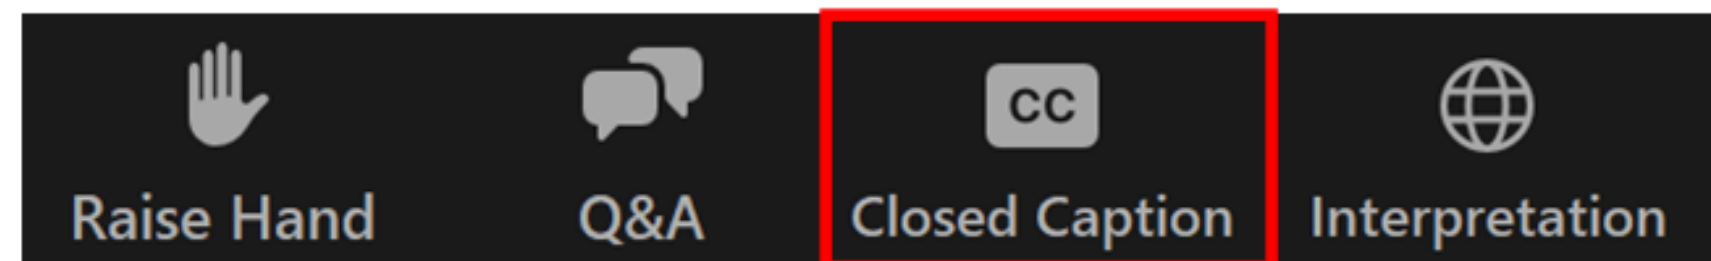 Raise Hand
Q&A
CC
Closed Caption
Interpretation